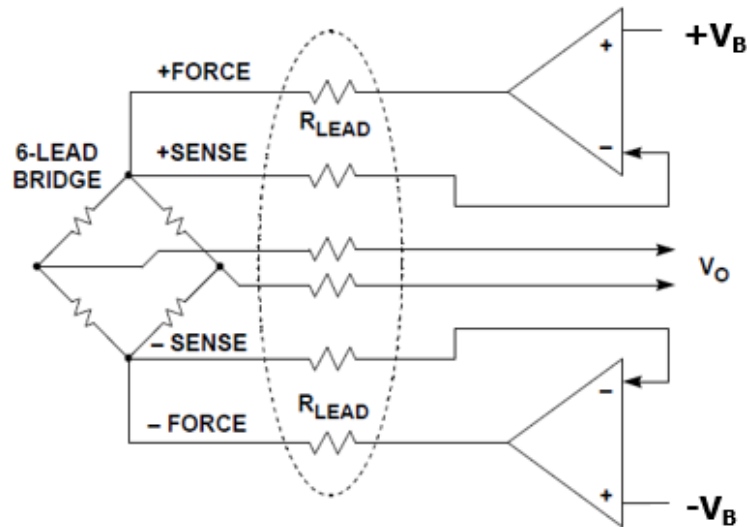 +V_B
+FORCE
+
R_LEAD
6-LEAD
BRIDGE
+SENSE
–
V_O
– SENSE
–
R_LEAD
– FORCE
+
-V_B